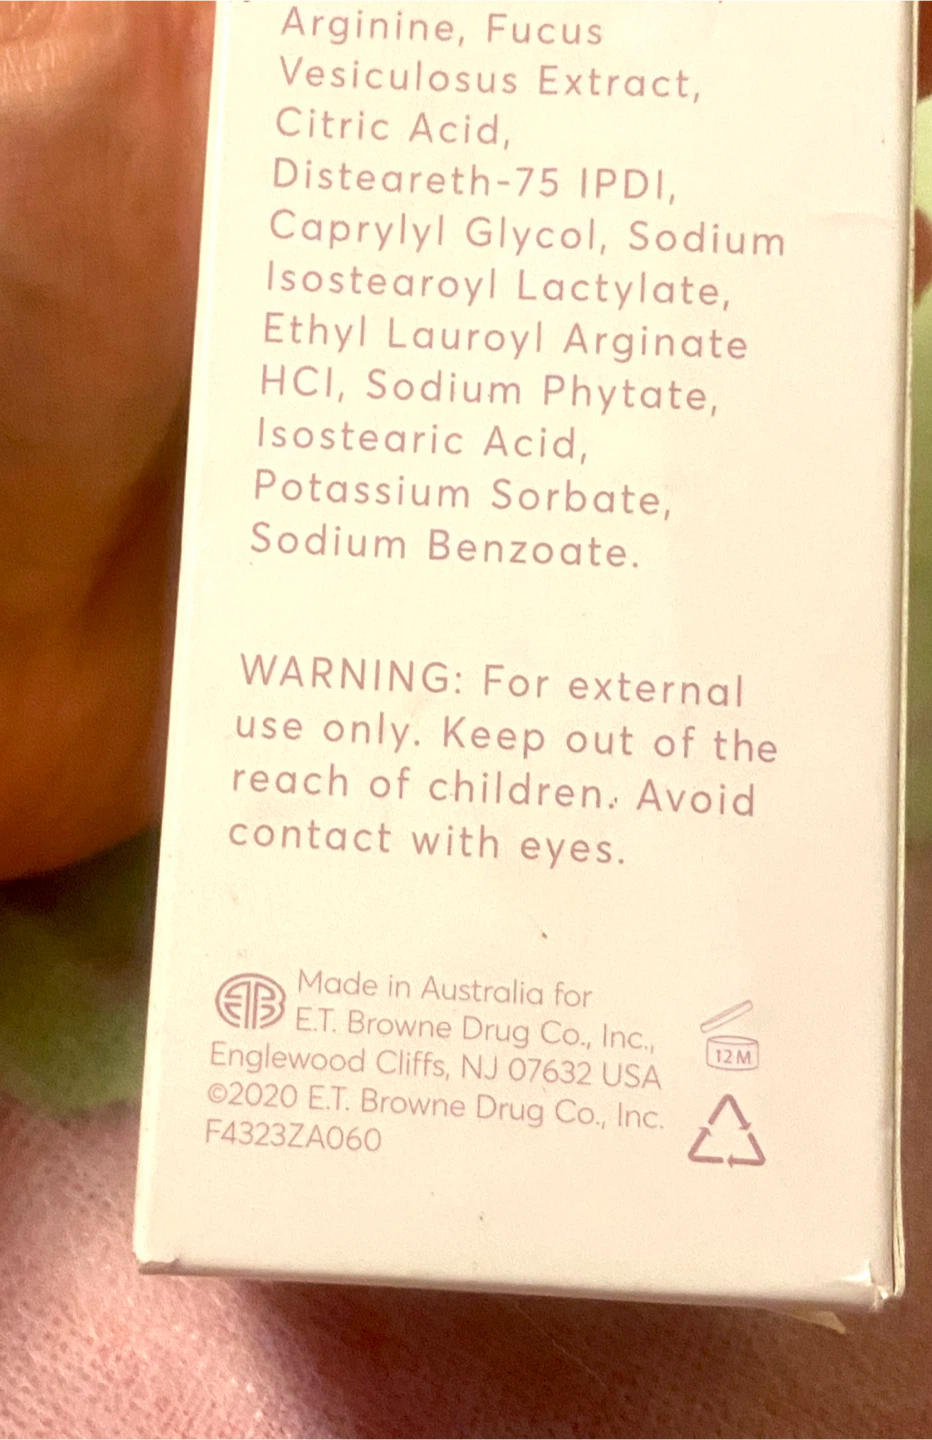 Arginine, Fucus
Vesiculosus Extract,
Citric Acid,
Disteareth-75 IPDI,
Caprylyl Glycol, Sodium
Isostearoyl Lactylate,
Ethyl Lauroyl Arginate
HCl, Sodium Phytate,
Isostearic Acid,
Potassium Sorbate,
Sodium Benzoate.
WARNING: For external
use only. Keep out of the
reach of children. Avoid
contact with eyes.
ETB Made in Australia for
E.T. Browne Drug Co., Inc.,
Englewood Cliffs, NJ 07632 USA
©2020 E.T. Browne Drug Co., Inc.
F4323ZA060
12M